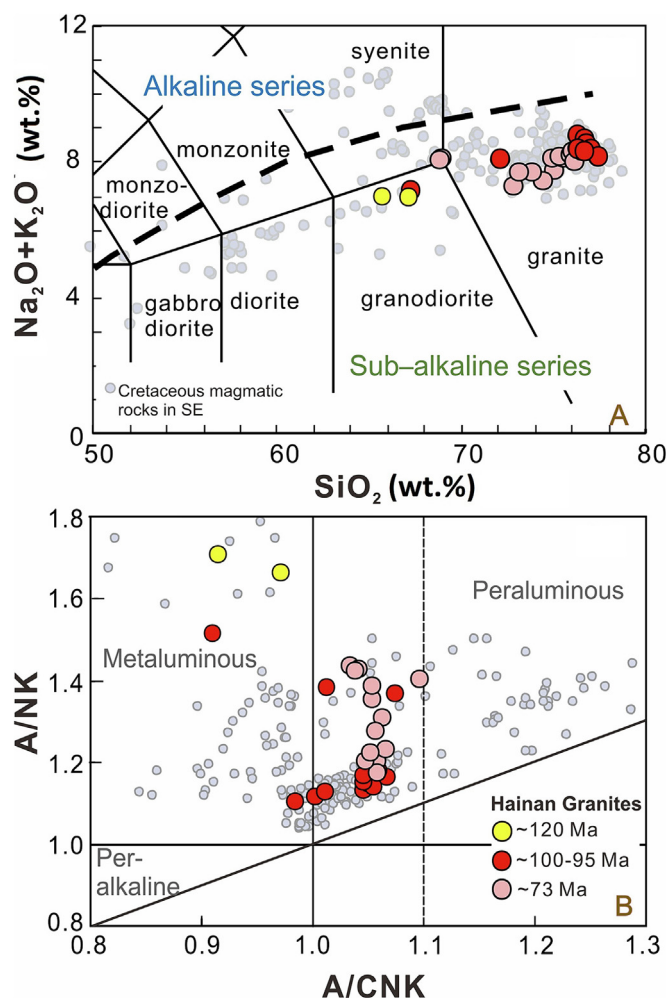 12
8
4
0
Na₂O+K₂O⁻ (wt.%)
syenite
Alkaline series
monzonite
monzo-
diorite
gabbro
diorite
diorite
granodiorite
granite
Sub–alkaline series
Cretaceous magmatic
rocks in SE
A
50
60
70
80
SiO₂ (wt.%)
1.8
1.6
1.4
1.2
1.0
0.8
A/NK
Peraluminous
Metaluminous
Per-
alkaline
Hainan Granites
~120 Ma
~100-95 Ma
~73 Ma
B
0.8
0.9
1.0
1.1
1.2
1.3
A/CNK